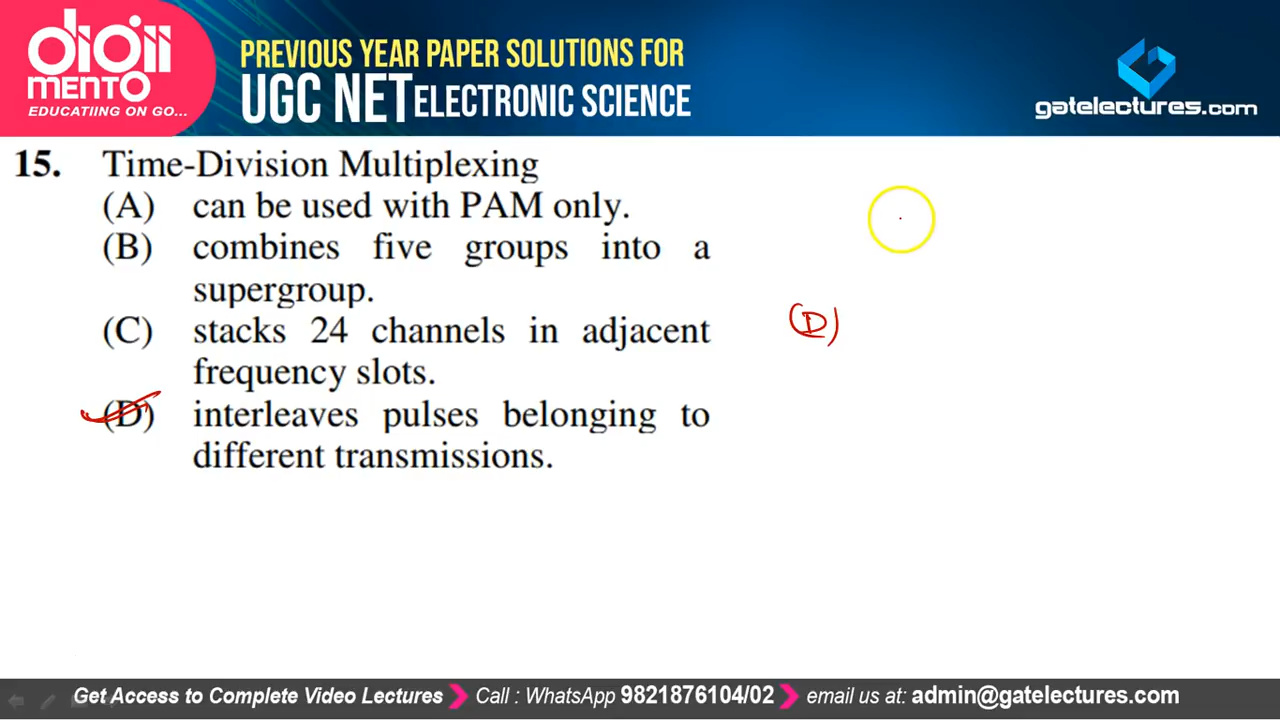 dioii
MENTO
EDUCATIING ON GO...
PREVIOUS YEAR PAPER SOLUTIONS FOR
UGC NET ELECTRONIC SCIENCE
gatelectures.com
15. Time-Division Multiplexing
(A) can be used with PAM only.
(B) combines five groups into a
supergroup.
(C) stacks 24 channels in adjacent
frequency slots.
(D) interleaves pulses belonging to
different transmissions.
(D)
Get Access to Complete Video Lectures Call : WhatsApp 9821876104/02 email us at: admin@gatelectures.com